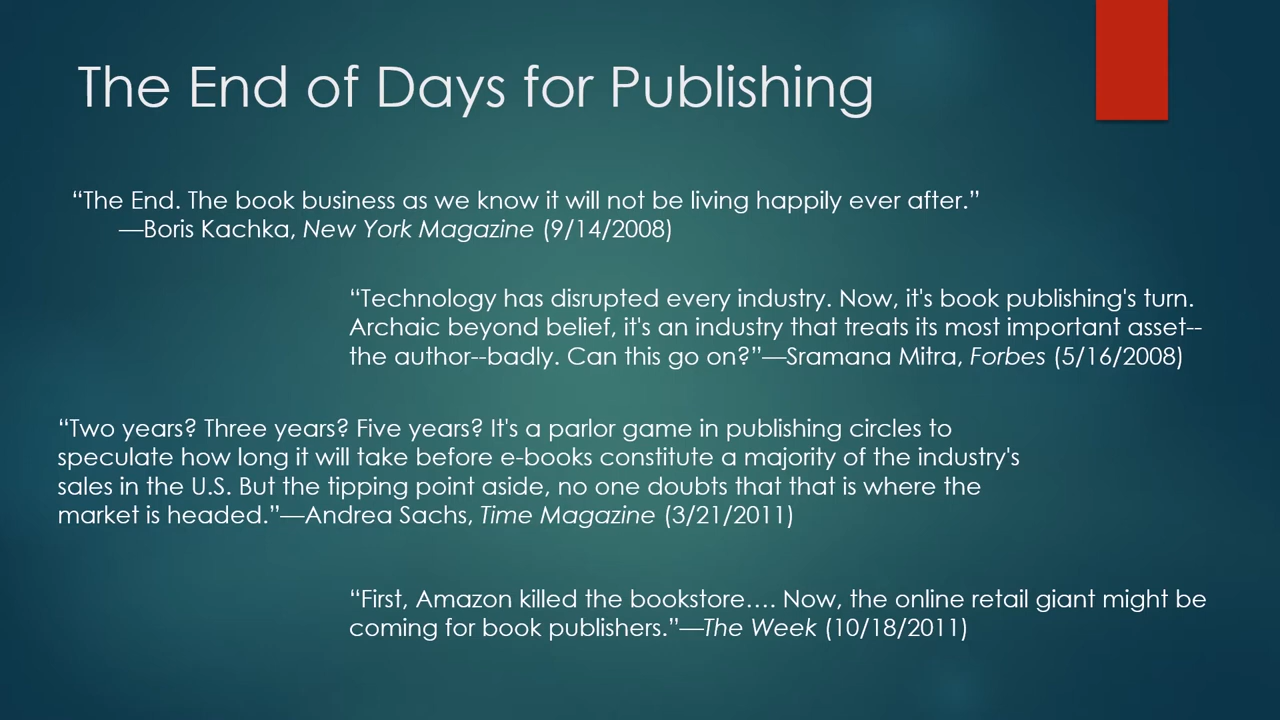 The End of Days for Publishing
“The End. The book business as we know it will not be living happily ever after.”
—Boris Kachka, New York Magazine (9/14/2008)
“Technology has disrupted every industry. Now, it's book publishing's turn.
Archaic beyond belief, it's an industry that treats its most important asset--
the author--badly. Can this go on?”—Sramana Mitra, Forbes (5/16/2008)
“Two years? Three years? Five years? It's a parlor game in publishing circles to
speculate how long it will take before e-books constitute a majority of the industry's
sales in the U.S. But the tipping point aside, no one doubts that that is where the
market is headed.”—Andrea Sachs, Time Magazine (3/21/2011)
“First, Amazon killed the bookstore…. Now, the online retail giant might be
coming for book publishers.”—The Week (10/18/2011)